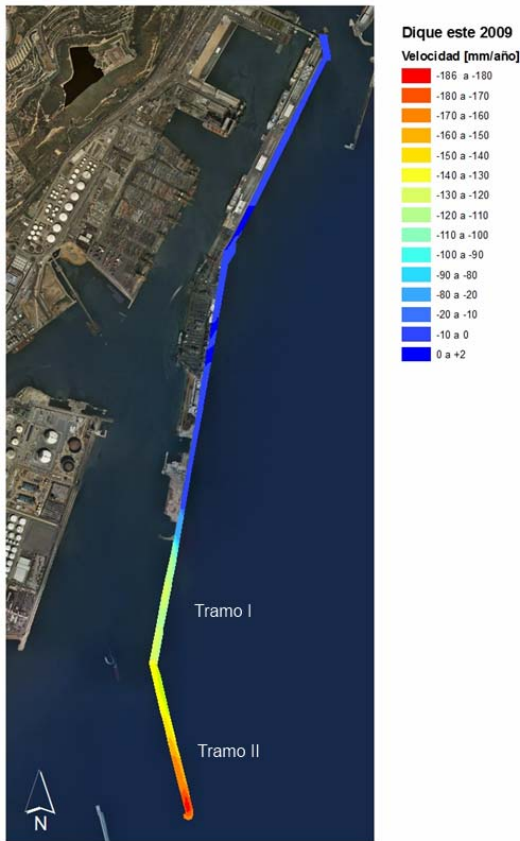 Dique este 2009
Velocidad [mm/año]
-186 a -180
-180 a -170
-170 a -160
-160 a -150
-150 a -140
-140 a -130
-130 a -120
-120 a -110
-110 a -100
-100 a -90
-90 a -80
-80 a -20
-20 a -10
-10 a 0
0 a +2
Tramo I
Tramo II
N